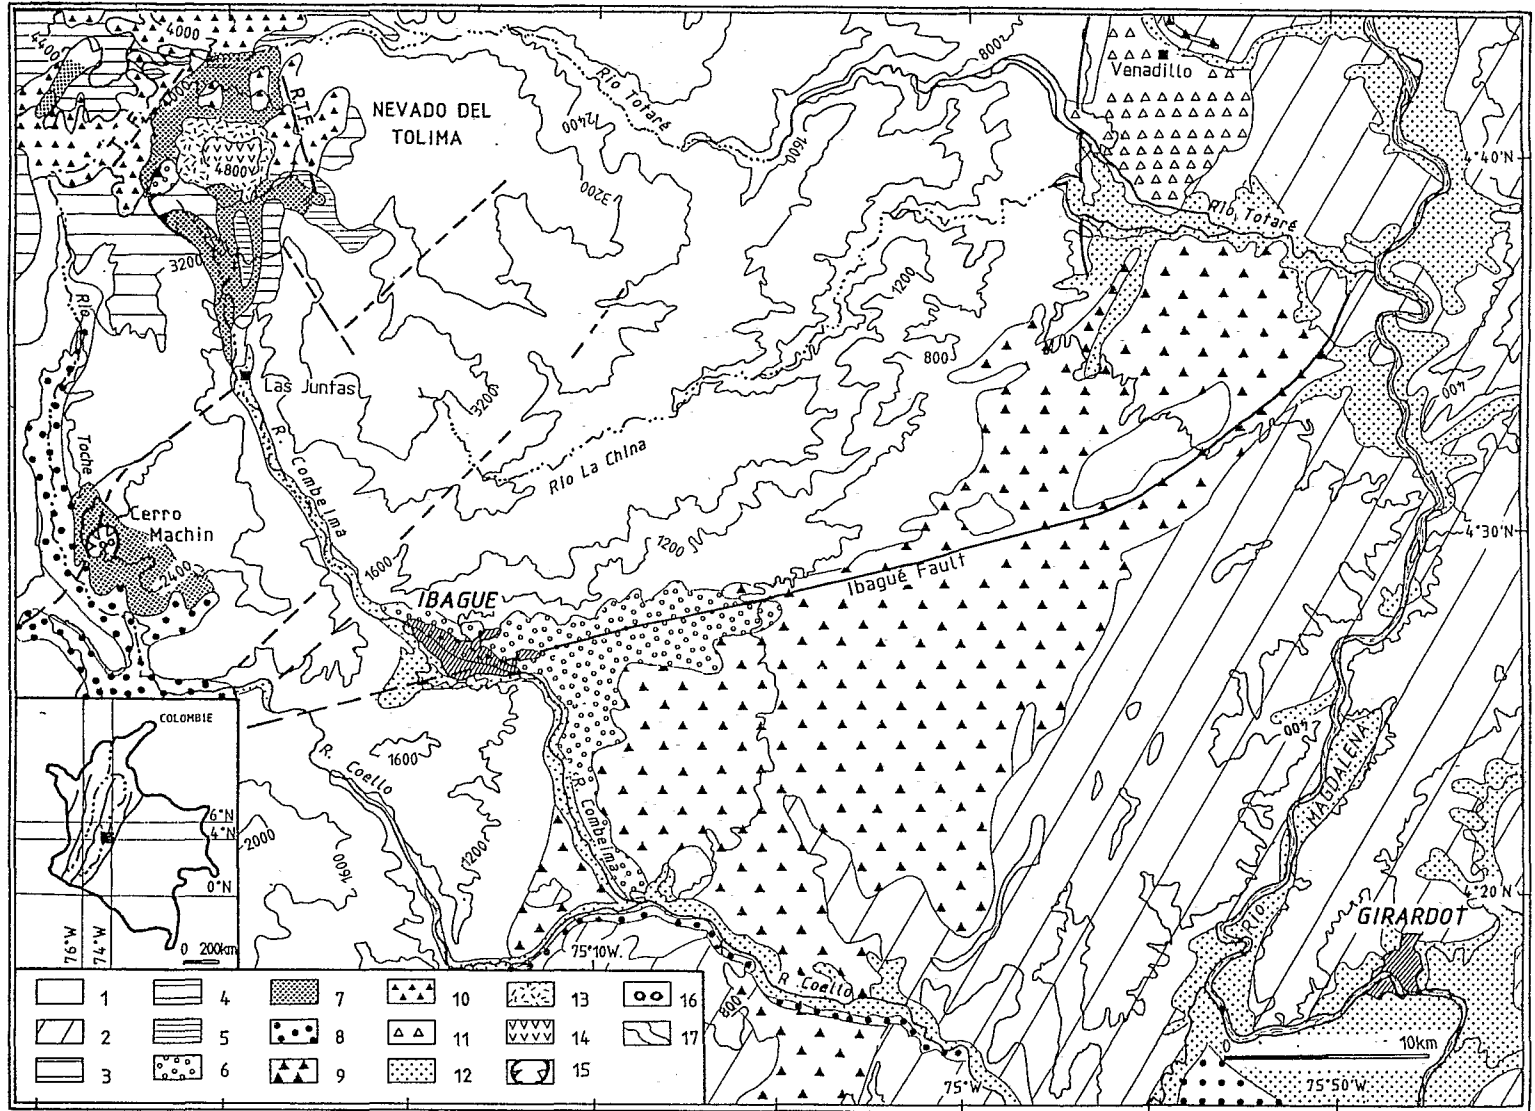 4400
4000
4000
R.T.F.
NEVADO DEL
TOLIMA
4800
Rio Totaré
2400
3200
800
1600
Venadillo
4°40'N
Rio Totaré
3200
Rio
Toche
Las Juntas
R. Combeima
3200
Rio La China
1200
800
400
Cerro
Machin
2400
1600
1200
IBAGUE
Ibagué Fault
4°30'N
COLOMBIE
6°N
4°N
0°N
76°W
74°W
0 200km
R. Coello
1600
2000
1600
1200
R. Combeima
75°10'W.
400
RIO MAGDALENA
4°20'N
GIRARDOT
R. Coello
800
75°W
0 10km
75°50'W.
1 4 7 10 13 16
2 5 8 11 14 17
3 6 9 12 15